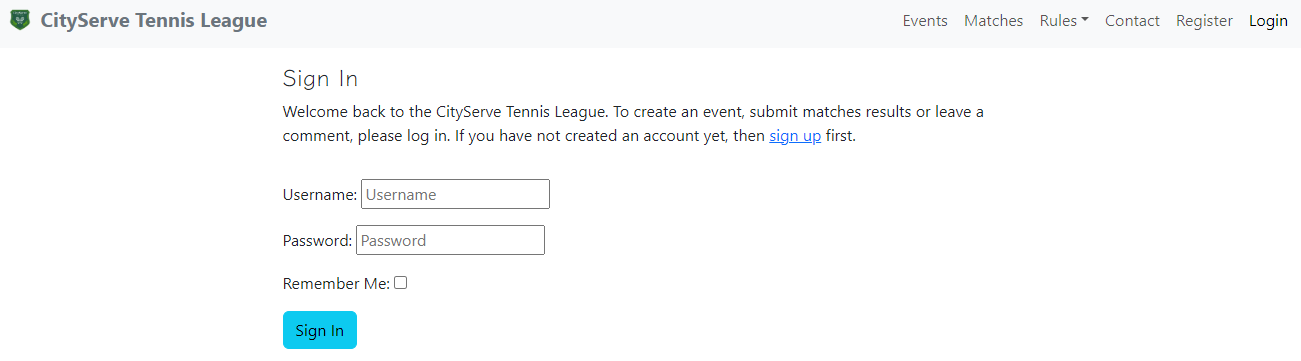 CityServe Tennis League Events Matches Rules Contact Register Login
Sign In
Welcome back to the CityServe Tennis League. To create an event, submit matches results or leave a
comment, please log in. If you have not created an account yet, then sign up first.
Username: Username
Password: Password
Remember Me:
Sign In